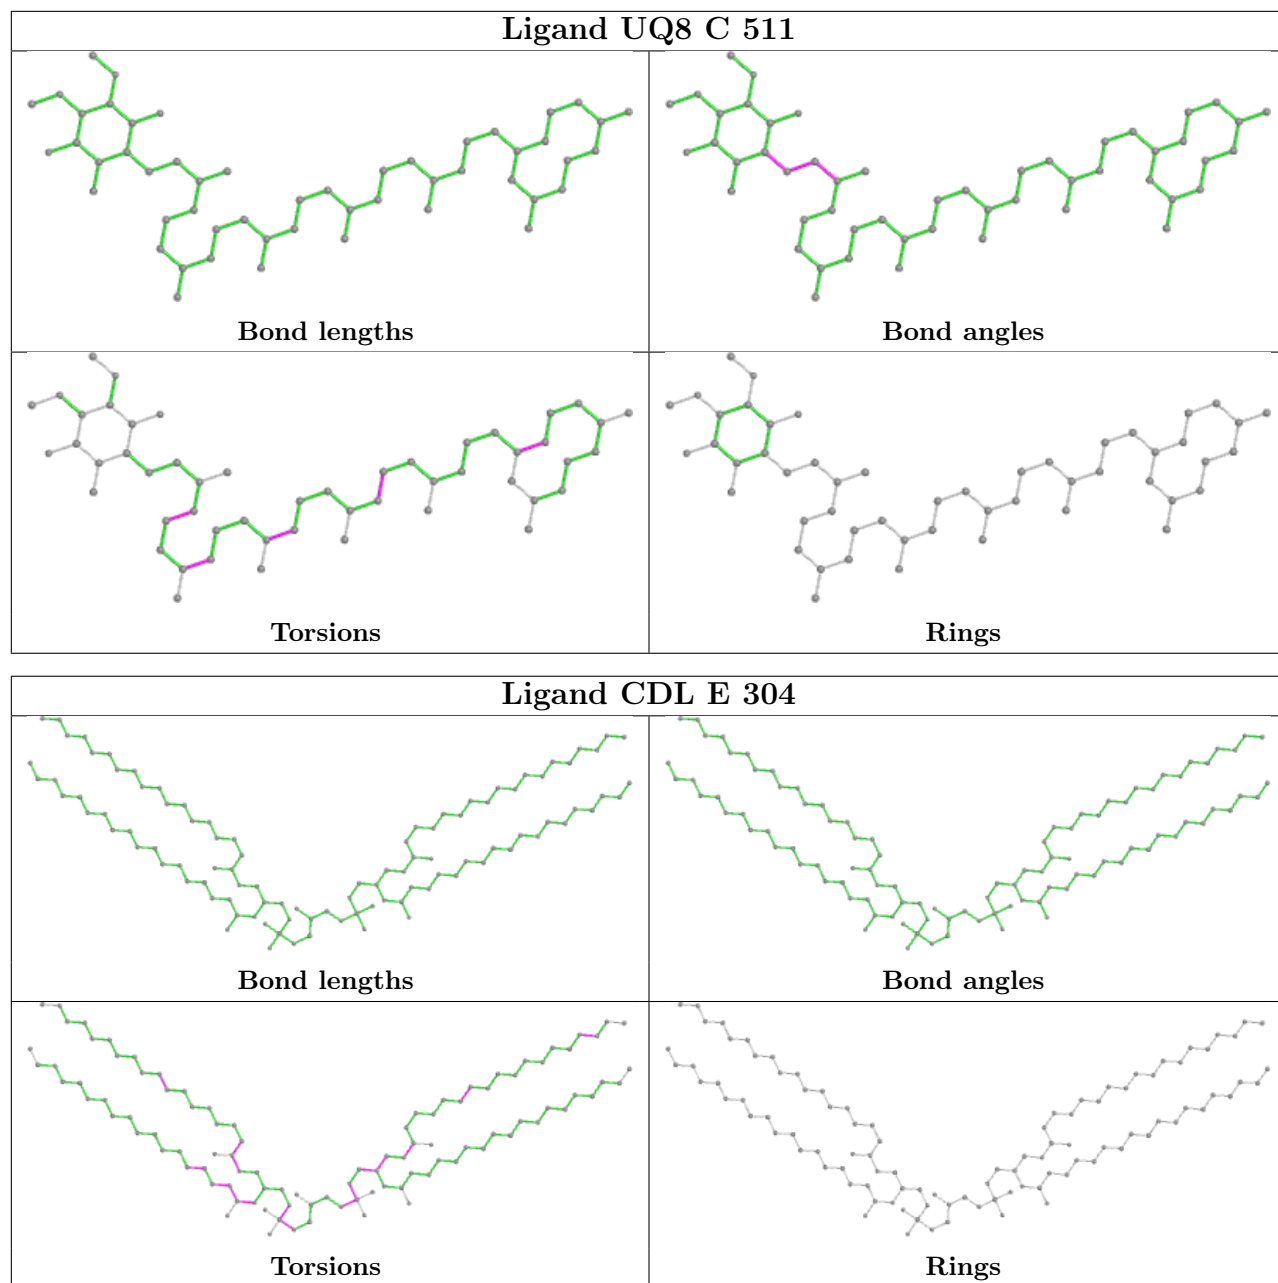 Ligand UQ8 C 511
Bond lengths
Bond angles
Torsions
Rings
Ligand CDL E 304
Bond lengths
Bond angles
Torsions
Rings